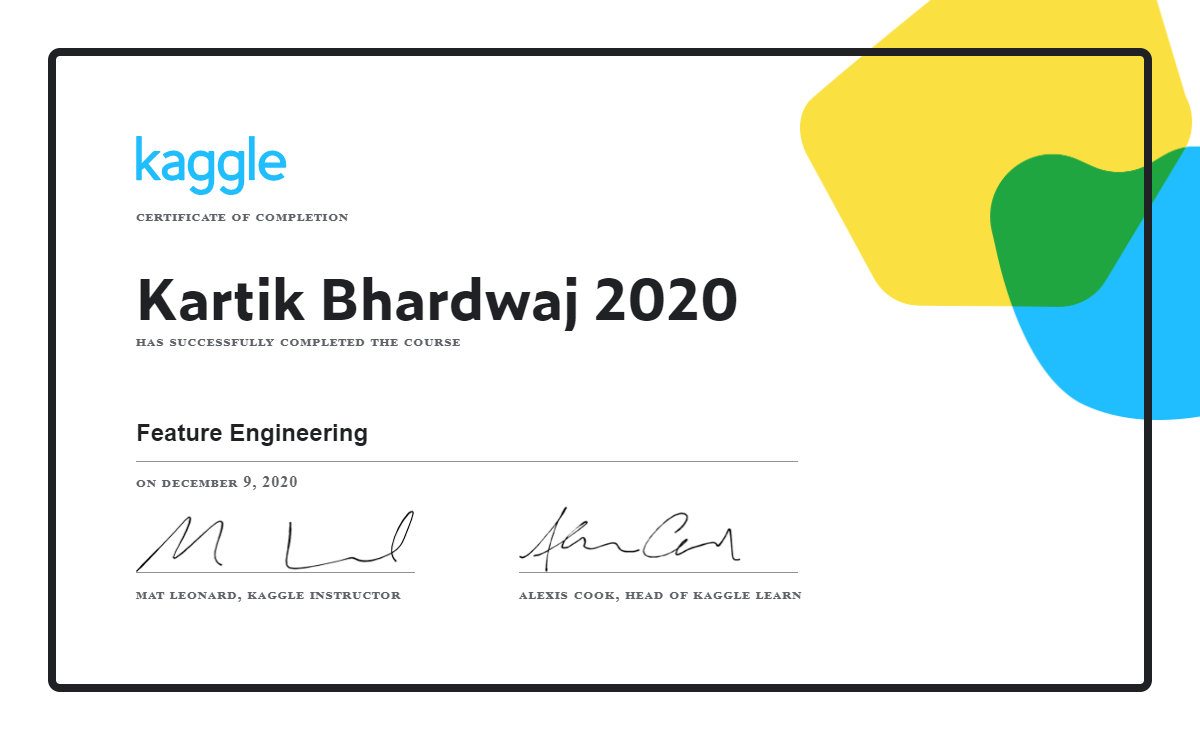 kaggle
CERTIFICATE OF COMPLETION
Kartik Bhardwaj 2020
HAS SUCCESSFULLY COMPLETED THE COURSE
Feature Engineering
ON DECEMBER 9, 2020
MAT LEONARD, KAGGLE INSTRUCTOR
ALEXIS COOK, HEAD OF KAGGLE LEARN